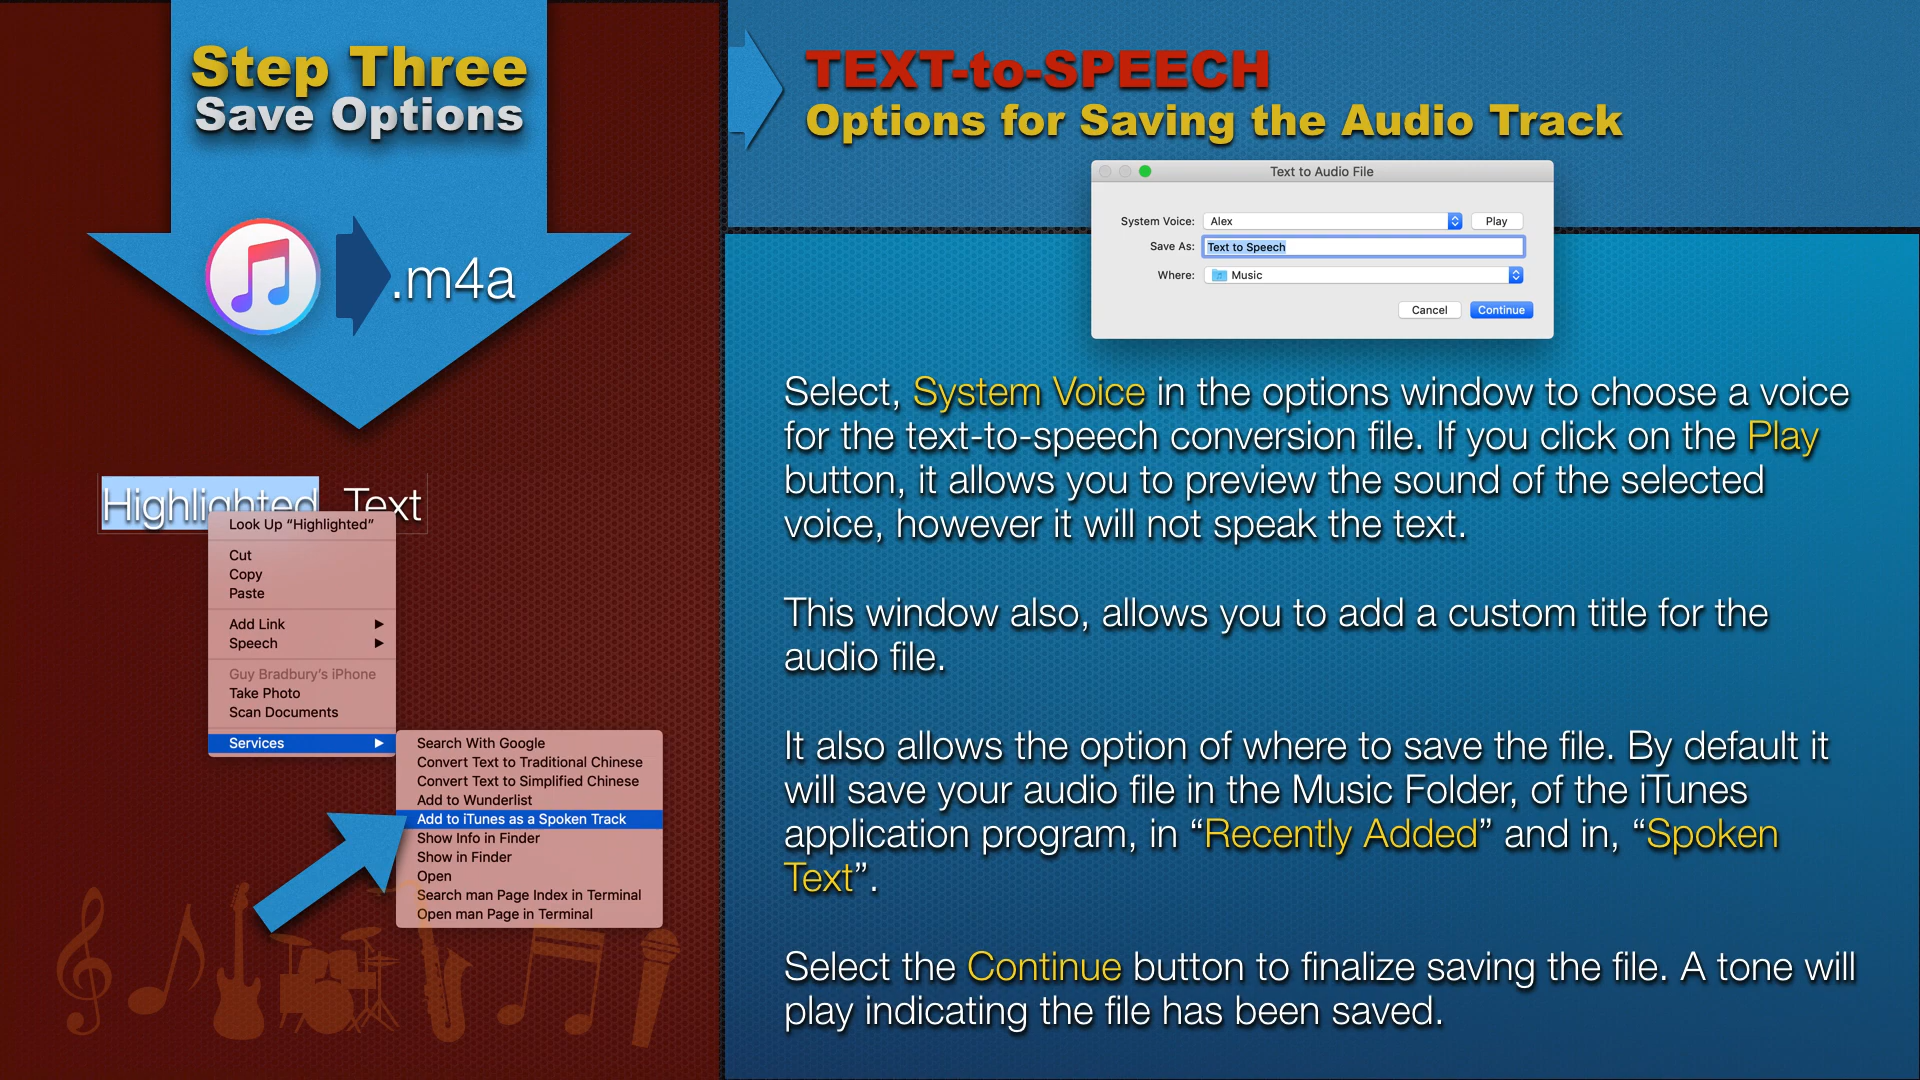 Step Three
Save Options
.m4a
Highlighted Text
Look Up “Highlighted”
Cut
Copy
Paste
Add Link
Speech
Guy Bradbury’s iPhone
Take Photo
Scan Documents
Services
Search With Google
Convert Text to Traditional Chinese
Convert Text to Simplified Chinese
Add to Wunderlist
Add to iTunes as a Spoken Track
Show Info in Finder
Show in Finder
Open
Search man Page Index in Terminal
Open man Page in Terminal
TEXT-to-SPEECH
Options for Saving the Audio Track
Text to Audio File
System Voice: Alex Play
Save As: Text to Speech
Where: Music
Cancel Continue
Select, System Voice in the options window to choose a voice
for the text-to-speech conversion file. If you click on the Play
button, it allows you to preview the sound of the selected
voice, however it will not speak the text.
This window also, allows you to add a custom title for the
audio file.
It also allows the option of where to save the file. By default it
will save your audio file in the Music Folder, of the iTunes
application program, in “Recently Added” and in, “Spoken
Text”.
Select the Continue button to finalize saving the file. A tone will
play indicating the file has been saved.